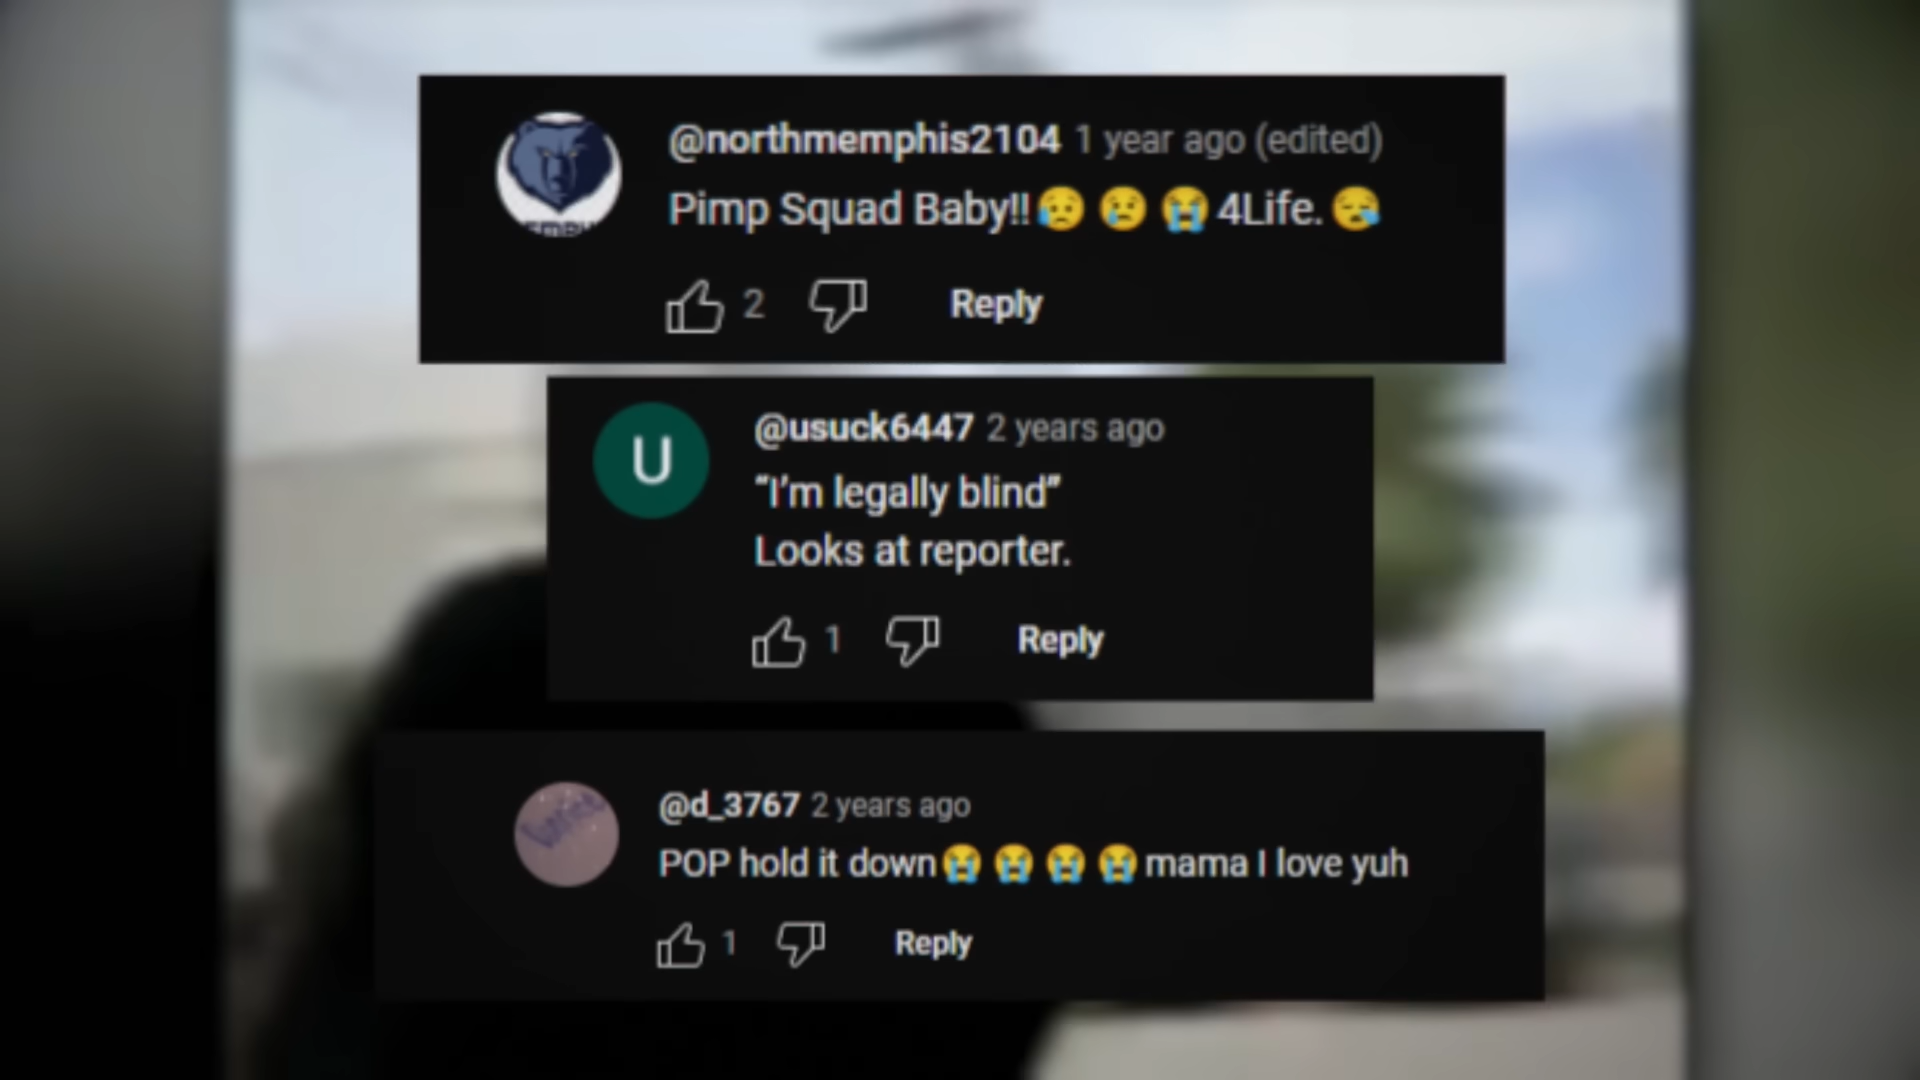 @northmemphis2104 1 year ago (edited)
Pimp Squad Baby!!😥 😢 😭 4Life. 😪
2 Reply
U
@usuck6447 2 years ago
“I’m legally blind”
Looks at reporter.
1 Reply
@d_3767 2 years ago
POP hold it down😭 😭 😭 😭 mama I love yuh
1 Reply